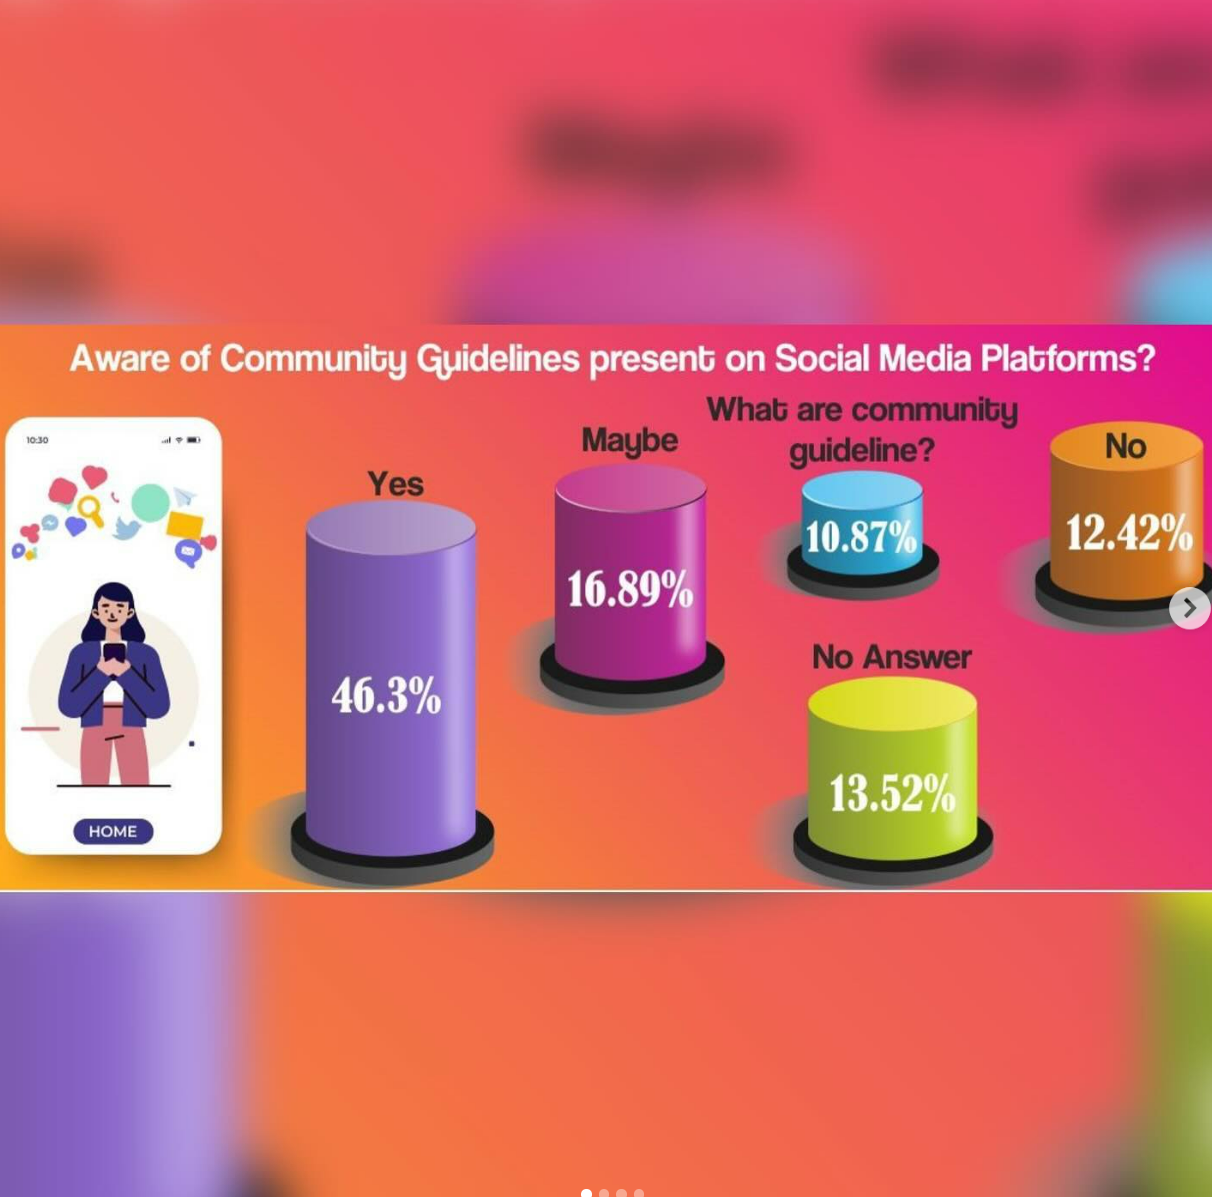 Aware of Community Guidelines present on Social Media Platforms?
10:30
HOME
Yes
46.3%
Maybe
16.89%
What are community
guideline?
10.87%
No
12.42%
No Answer
13.52%